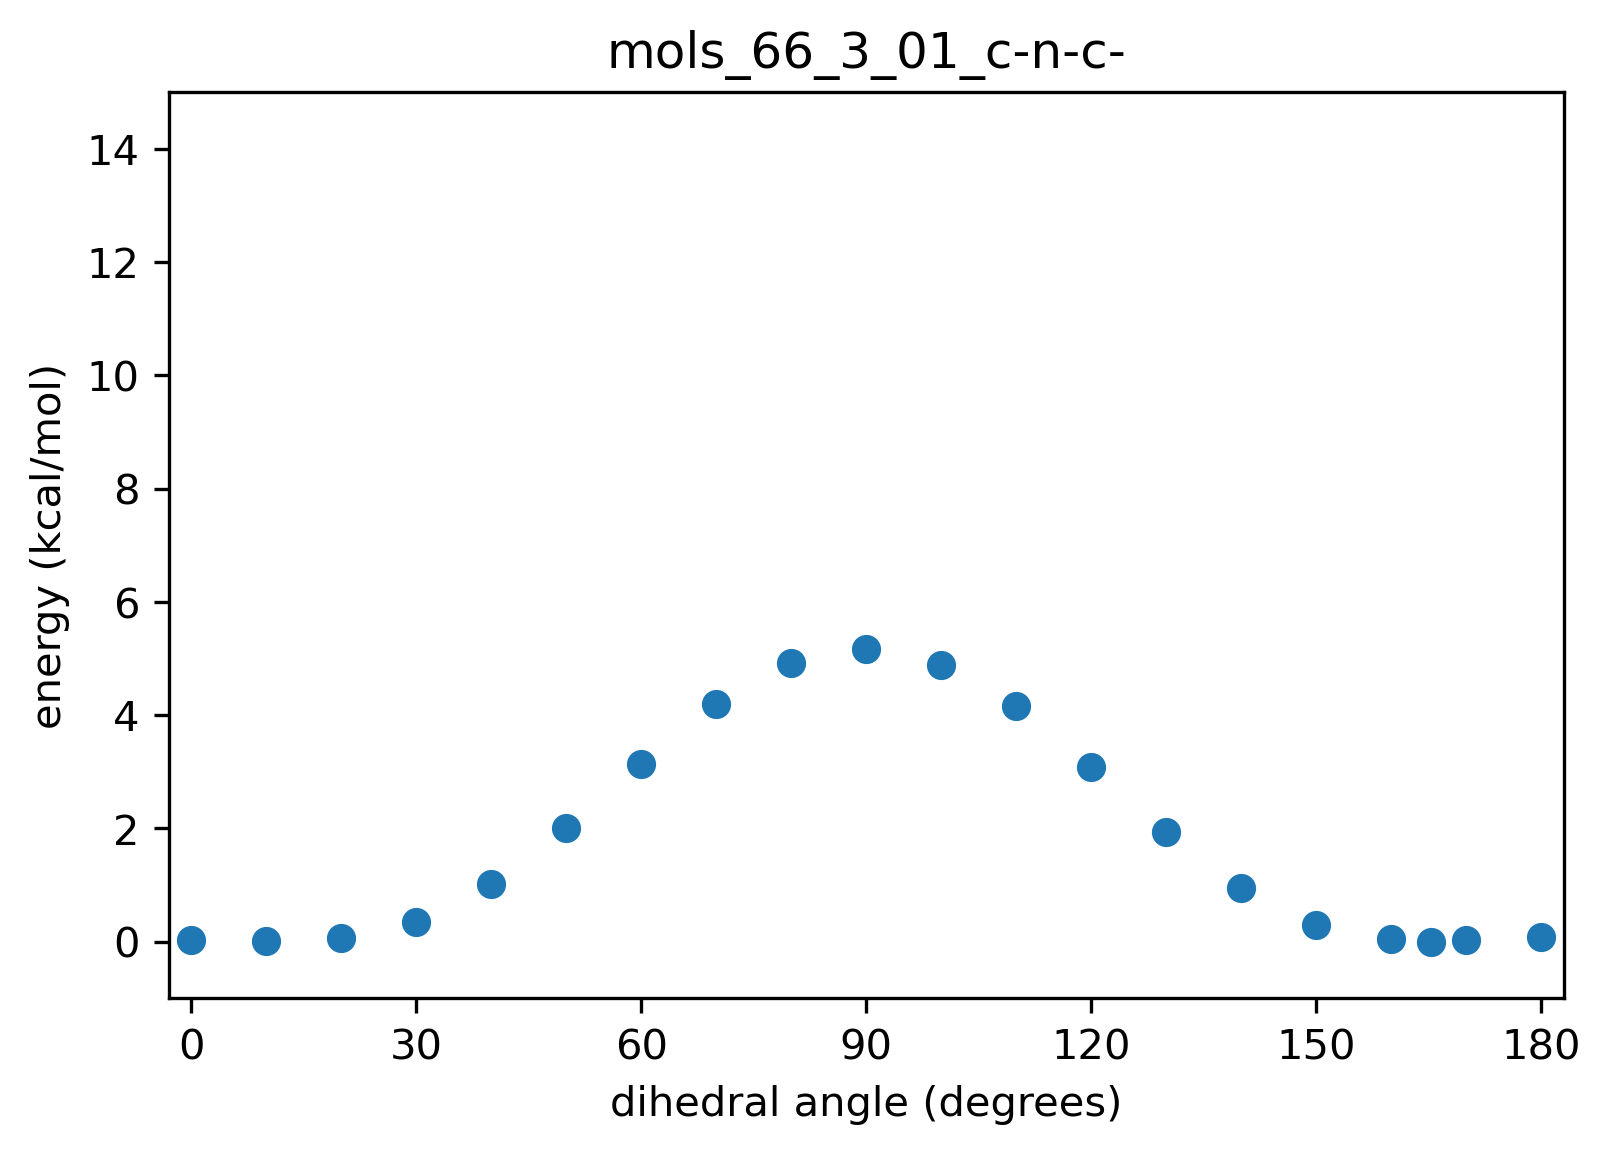 mols_66_3_01_c-n-c-
14
12
10
8
6
4
2
0
energy (kcal/mol)
0 30 60 90 120 150 180
dihedral angle (degrees)